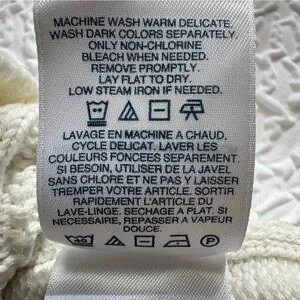 MACHINE WASH WARM DELICATE.
WASH DARK COLORS SEPARATELY.
ONLY NON-CHLORINE
BLEACH WHEN NEEDED.
REMOVE PROMPTLY.
LAY FLAT TO DRY.
LOW STEAM IRON IF NEEDED.
LAVAGE EN MACHINE A CHAUD,
CYCLE DELICAT. LAVER LES
COULEURS FONCEES SEPAREMENT.
SI BESOIN, UTILISER DE LA JAVEL
SANS CHLORE ET NE PAS LAISSER
TREMPER VOTRE ARTICLE. SORTIR
RAPIDEMENT L'ARTICLE DU
LAVE-LINGE. SECHAGE A PLAT. SI
NECESSAIRE, REPASSER A VAPEUR
DOUCE.
40 P